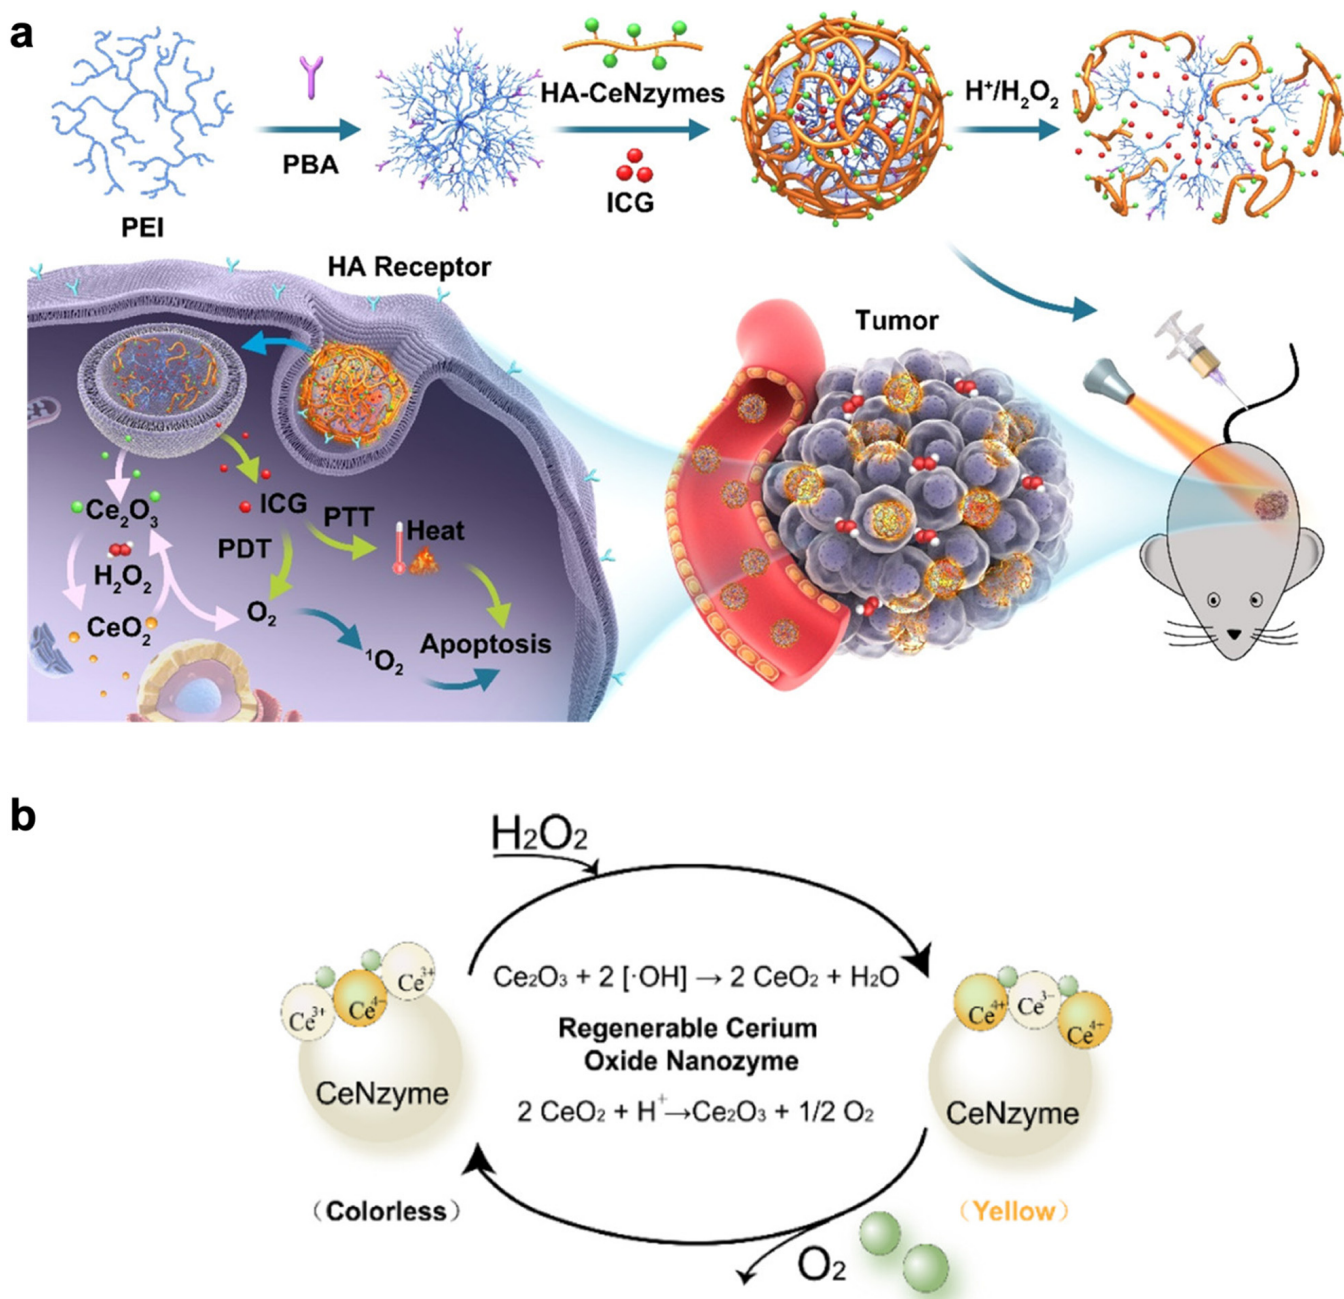 a
PEI
PBA
HA-CeNzymes
ICG
H⁺/H₂O₂
HA Receptor
Tumor
Ce₂O₃
ICG
PTT
Heat
PDT
H₂O₂
CeO₂
O₂
¹O₂
Apoptosis
b
H₂O₂
Ce₂O₃ + 2 [·OH] → 2 CeO₂ + H₂O
Regenerable Cerium
Oxide Nanozyme
2 CeO₂ + H⁺→Ce₂O₃ + 1/2 O₂
Ce³⁺
Ce⁴⁻
Ce³⁺
CeNzyme
(Colorless)
Ce⁴⁺
Ce³⁻
Ce⁴⁺
CeNzyme
(Yellow)
O₂